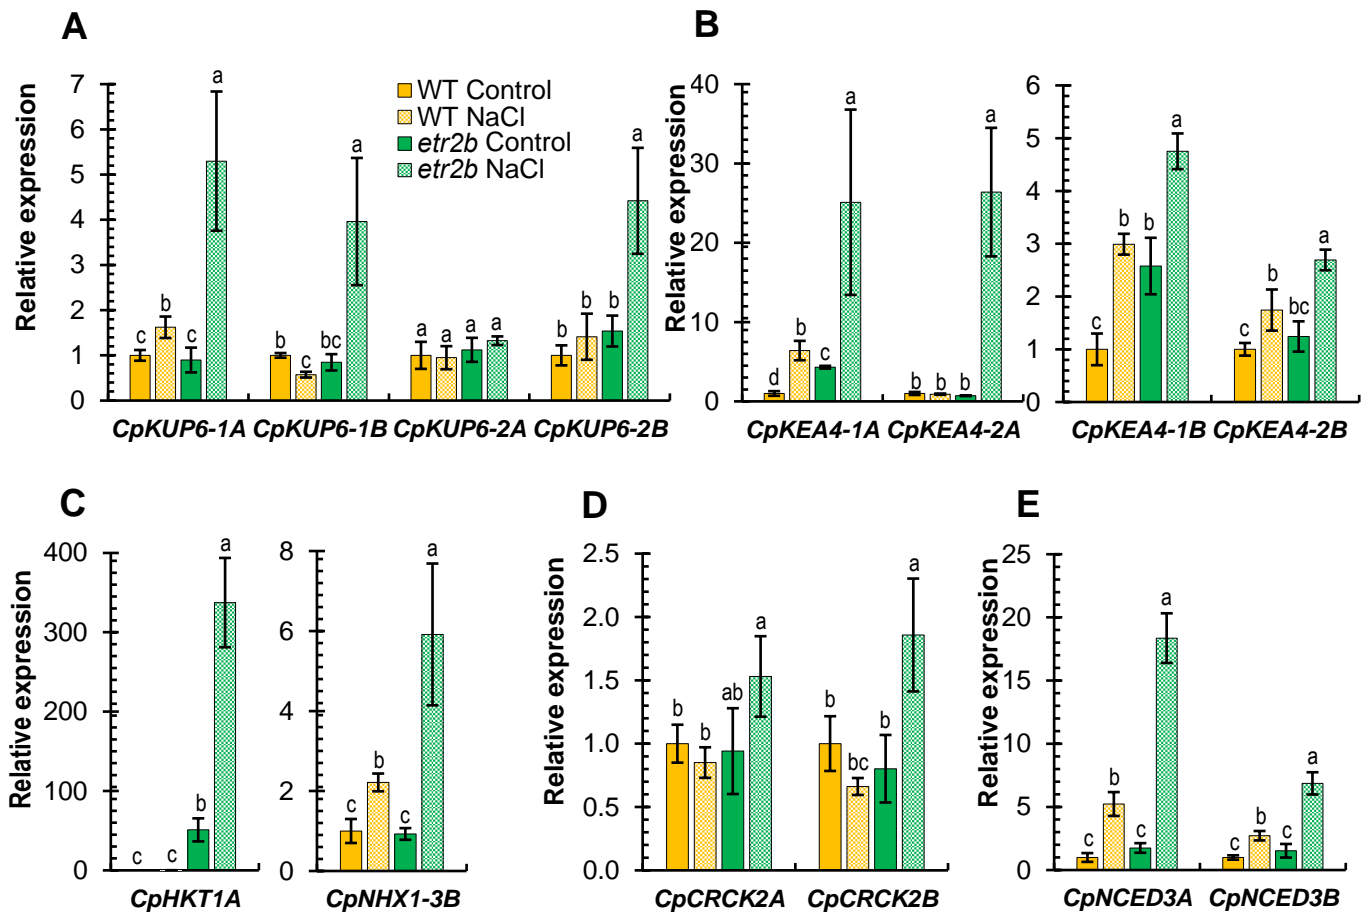 A
B
Relative expression
7
6
5
4
3
2
1
0
WT Control
WT NaCl
etr2b Control
etr2b NaCl
c b c a
b c bc a
a a a a
b b b a
CpKUP6-1A CpKUP6-1B CpKUP6-2A CpKUP6-2B
Relative expression
40
30
20
10
0
d b c a
b b b a
CpKEA4-1A CpKEA4-2A
6
5
4
3
2
1
0
c b b a
c b bc a
CpKEA4-1B CpKEA4-2B
C
D
E
Relative expression
400
300
200
100
0
c c b a
CpHKT1A
8
6
4
2
0
c b c a
CpNHX1-3B
Relative expression
2.5
2.0
1.5
1.0
0.5
0.0
b b ab a
b bc b a
CpCRCK2A CpCRCK2B
Relative expression
25
20
15
10
5
0
c b c a
c b c a
CpNCED3A CpNCED3B